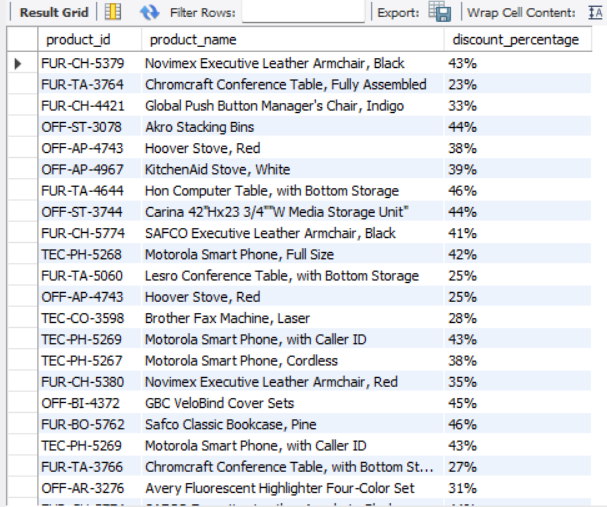 Result Grid Filter Rows: Export: Wrap Cell Content: IA
product_id product_name discount_percentage
FUR-CH-5379 Novimex Executive Leather Armchair, Black 43%
FUR-TA-3764 Chromcraft Conference Table, Fully Assembled 23%
FUR-CH-4421 Global Push Button Manager's Chair, Indigo 33%
OFF-ST-3078 Akro Stacking Bins 44%
OFF-AP-4743 Hoover Stove, Red 38%
OFF-AP-4967 KitchenAid Stove, White 39%
FUR-TA-4644 Hon Computer Table, with Bottom Storage 46%
OFF-ST-3744 Carina 42"Hx23 3/4""W Media Storage Unit" 44%
FUR-CH-5774 SAFCO Executive Leather Armchair, Black 41%
TEC-PH-5268 Motorola Smart Phone, Full Size 42%
FUR-TA-5060 Lesro Conference Table, with Bottom Storage 25%
OFF-AP-4743 Hoover Stove, Red 25%
TEC-CO-3598 Brother Fax Machine, Laser 28%
TEC-PH-5269 Motorola Smart Phone, with Caller ID 43%
TEC-PH-5267 Motorola Smart Phone, Cordless 38%
FUR-CH-5380 Novimex Executive Leather Armchair, Red 35%
OFF-BI-4372 GBC VeloBind Cover Sets 45%
FUR-BO-5762 Safco Classic Bookcase, Pine 46%
TEC-PH-5269 Motorola Smart Phone, with Caller ID 43%
FUR-TA-3766 Chromcraft Conference Table, with Bottom St... 27%
OFF-AR-3276 Avery Fluorescent Highlighter Four-Color Set 31%